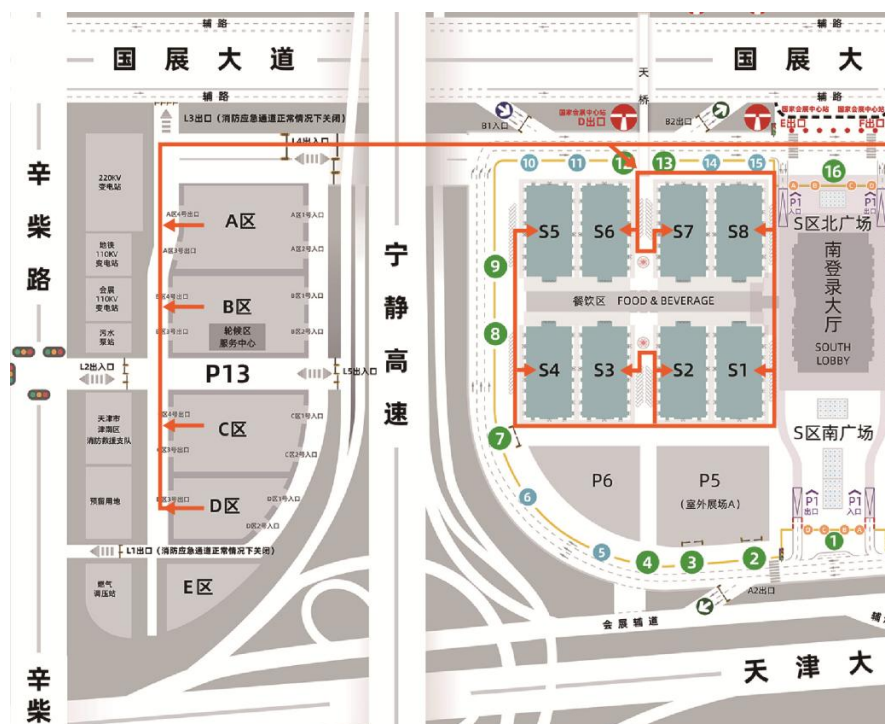 辅路
辅路
国展大道
国展大
辅路
辅路
天桥
L3出口（消防应急通道正常情况下关闭）
B1入口
国家会展中心站
D出口
B2出口
国家会展中心站
E出口
国家会展中心站
F出口
L4出入口
辛柴路
220KV
变电站
地铁
110KV
变电站
会展
110KV
变电站
污水
泵站
A区4号出口
A区
A区1号入口
A区3号出口
A区2号入口
B区4号出口
B区
B区1号入口
B区3号出口
轮候区
服务中心
B区2号入口
L2出入口
P13
L5出入口
天津市
津南区
消防救援支队
C区4号出口
C区
C区1号入口
C区3号出口
C区2号入口
预留用地
D区3号出口
D区
D区1号入口
D区2号入口
L1出口（消防应急通道正常情况下关闭）
燃气
调压站
E区
辛柴
宁静高速
10
11
12
13
14
15
16
A
B
C
D
P1
入口
P1
出口
S区北广场
S5
S6
S7
S8
9
南登录大厅
SOUTH
LOBBY
餐饮区 FOOD & BEVERAGE
8
S4
S3
S2
S1
7
S区南广场
P6
P5
（室外展场A）
6
P1
出口
P1
入口
5
4
3
2
D
C
B
A
1
A2出口
会展辅道
辅
天津大